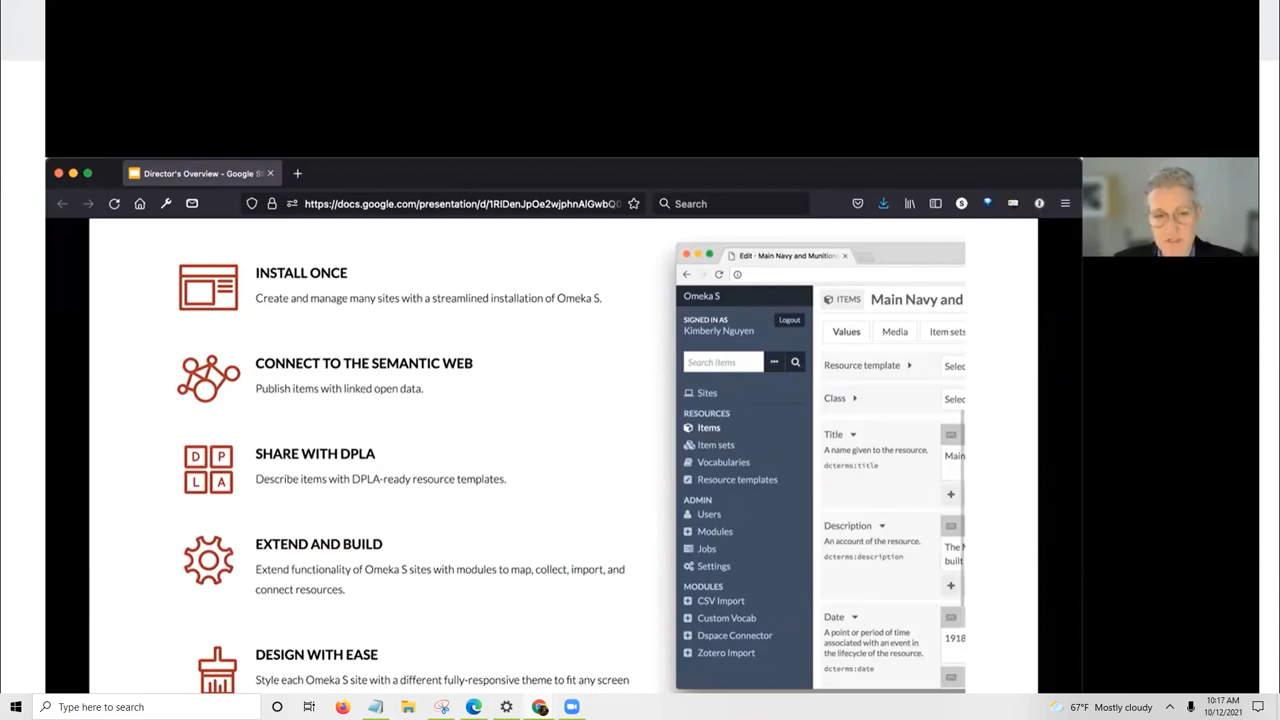 Director's Overview - Google S
https://docs.google.com/presentation/d/1RIDenJpOe2wjphnAlGwbQ0
Search
INSTALL ONCE
Create and manage many sites with a streamlined installation of Omeka S.
CONNECT TO THE SEMANTIC WEB
Publish items with linked open data.
D P
L A
SHARE WITH DPLA
Describe items with DPLA-ready resource templates.
EXTEND AND BUILD
Extend functionality of Omeka S sites with modules to map, collect, import, and
connect resources.
DESIGN WITH EASE
Style each Omeka S site with a different fully-responsive theme to fit any screen
Edit - Main Navy and Munition
Omeka S
SIGNED IN AS
Kimberly Nguyen
Logout
Search items
Sites
RESOURCES
Items
Item sets
Vocabularies
Resource templates
ADMIN
Users
Modules
Jobs
Settings
MODULES
CSV Import
Custom Vocab
Dspace Connector
Zotero Import
ITEMS Main Navy and
Values Media Item sets
Resource template Selec
Class Selec
Title
A name given to the resource.
dcterms:title
Main
Description
An account of the resource.
dcterms:description
The M
built
Date
A point or period of time
associated with an event in
the lifecycle of the resource.
dcterms:date
1918
Type here to search
67°F Mostly cloudy
10:17 AM
10/12/2021